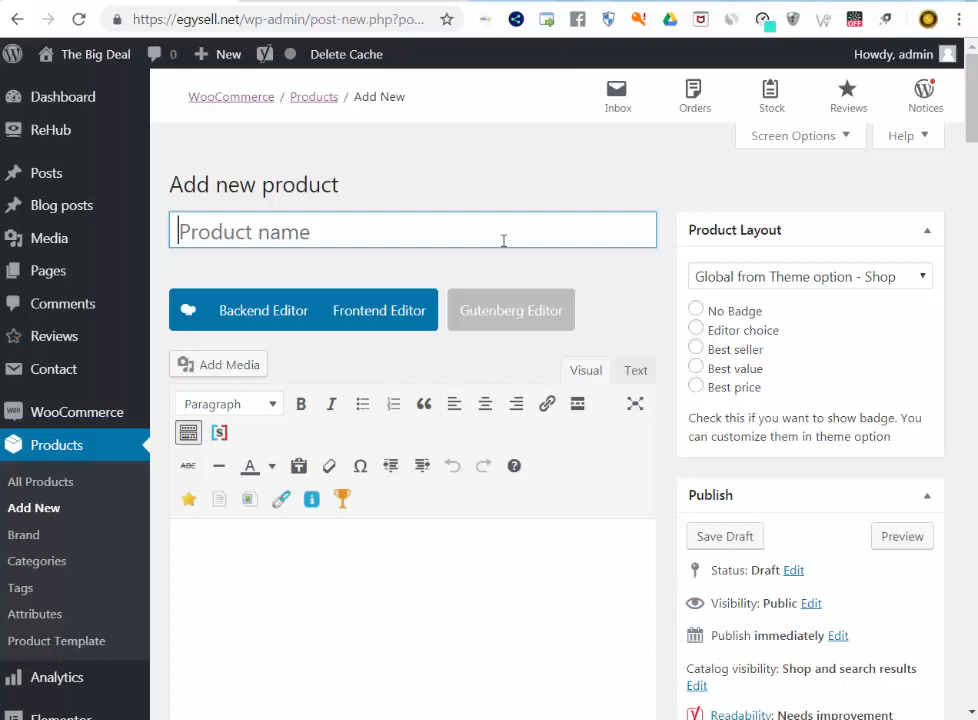 https://egysell.net/wp-admin/post-new.php?po...
OFF
The Big Deal 0 New Delete Cache Howdy, admin
WooCommerce / Products / Add New
Inbox Orders Stock Reviews Notices
Screen Options Help
Dashboard
ReHub
Posts
Blog posts
Media
Pages
Comments
Reviews
Contact
WooCommerce
Products
All Products
Add New
Brand
Categories
Tags
Attributes
Product Template
Analytics
Elementor
Add new product
Product name
Backend Editor Frontend Editor Gutenberg Editor
Add Media Visual Text
Paragraph
ABC
Product Layout
Global from Theme option - Shop
No Badge
Editor choice
Best seller
Best value
Best price
Check this if you want to show badge. You
can customize them in theme option
Publish
Save Draft Preview
Status: Draft Edit
Visibility: Public Edit
Publish immediately Edit
Catalog visibility: Shop and search results
Edit
Readability: Needs improvement